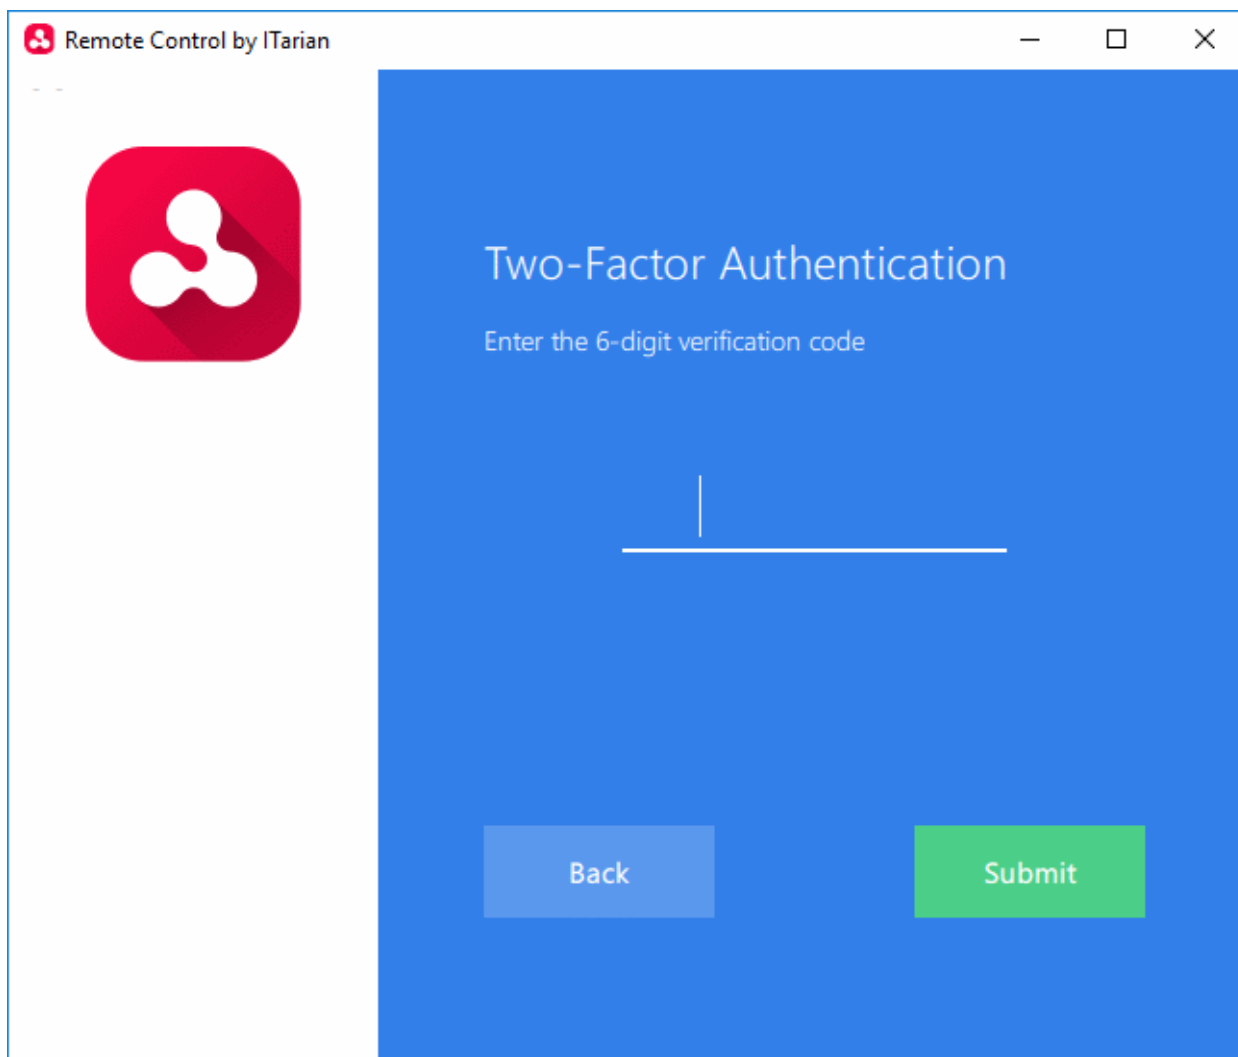 Remote Control by ITarian
Two-Factor Authentication
Enter the 6-digit verification code
Back
Submit